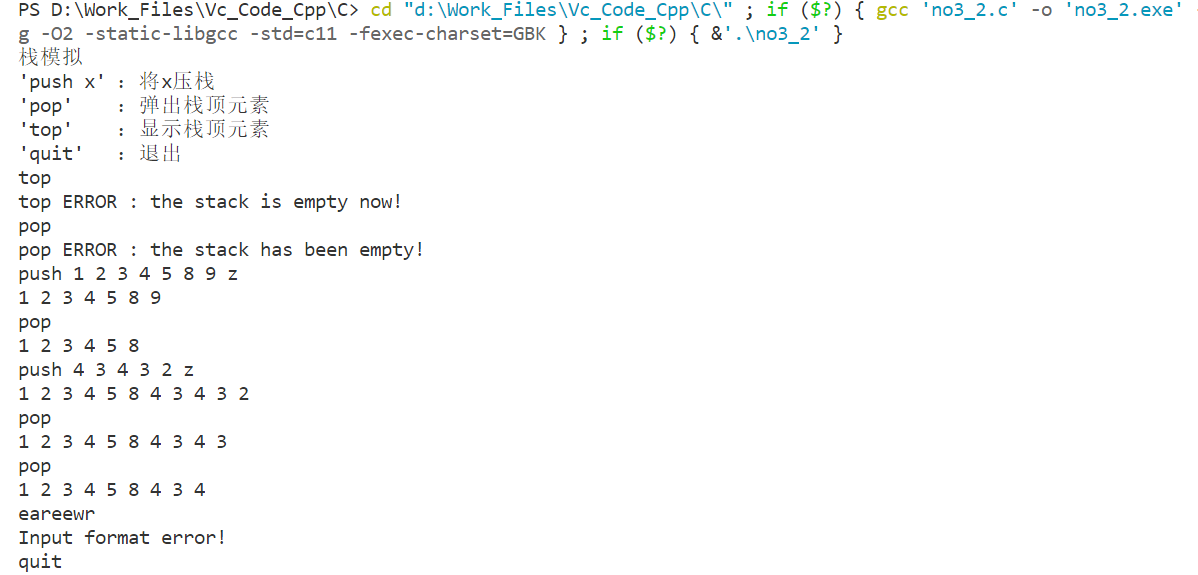 PS D:\Work_Files\Vc_Code_Cpp\C> cd "d:\Work_Files\Vc_Code_Cpp\C\" ; if ($?) { gcc 'no3_2.c' -o 'no3_2.exe' -
g -O2 -static-libgcc -std=c11 -fexec-charset=GBK } ; if ($?) { &'.\no3_2' }
栈模拟
'push x' : 将x压栈
'pop'    : 弹出栈顶元素
'top'    : 显示栈顶元素
'quit'   : 退出
top
top ERROR : the stack is empty now!
pop
pop ERROR : the stack has been empty!
push 1 2 3 4 5 8 9 z
1 2 3 4 5 8 9
pop
1 2 3 4 5 8
push 4 3 4 3 2 z
1 2 3 4 5 8 4 3 4 3 2
pop
1 2 3 4 5 8 4 3 4 3
pop
1 2 3 4 5 8 4 3 4
eareewr
Input format error!
quit